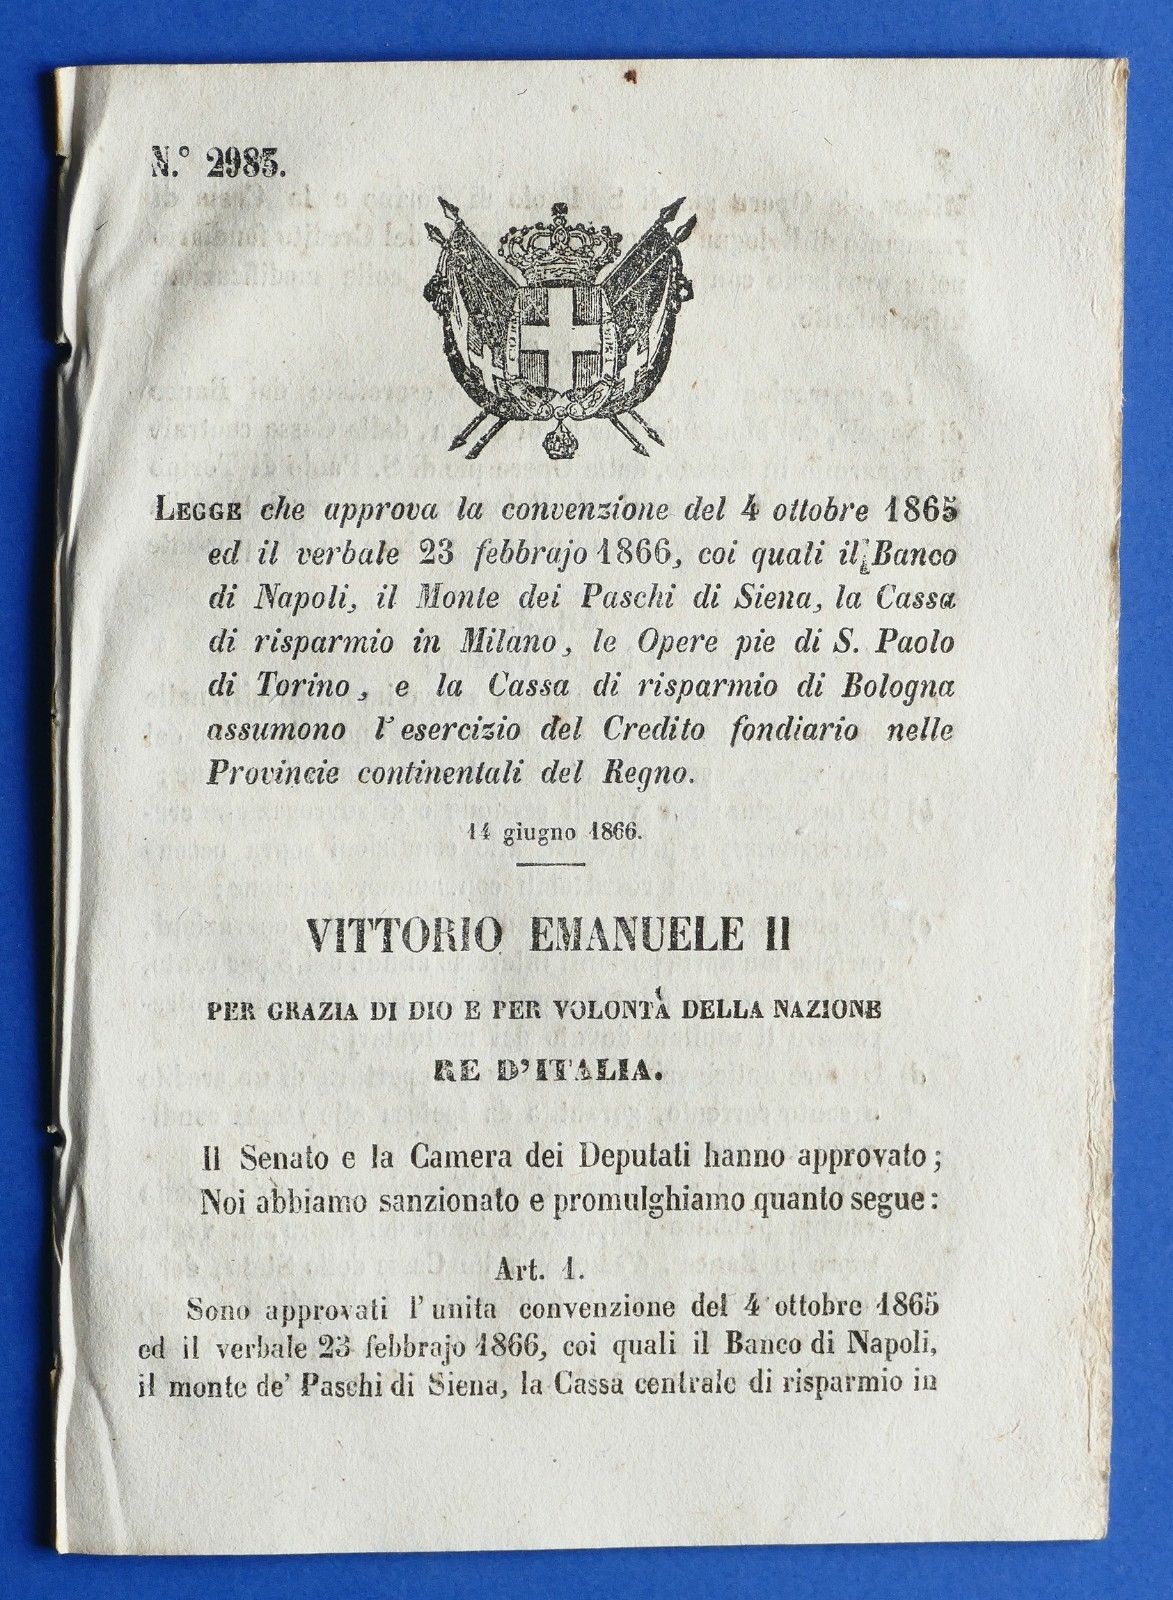 N.° 2983.
LEGGE che approva la convenzione del 4 ottobre 1865
ed il verbale 23 febbrajo 1866, coi quali il Banco
di Napoli, il Monte dei Paschi di Siena, la Cassa
di risparmio in Milano, le Opere pie di S. Paolo
di Torino, e la Cassa di risparmio di Bologna
assumono l'esercizio del Credito fondiario nelle
Provincie continentali del Regno.
14 giugno 1866.
VITTORIO EMANUELE II
PER GRAZIA DI DIO E PER VOLONTÀ DELLA NAZIONE
RE D'ITALIA.
Il Senato e la Camera dei Deputati hanno approvato;
Noi abbiamo sanzionato e promulghiamo quanto segue:
Art. 1.
Sono approvati l'unita convenzione del 4 ottobre 1865
ed il verbale 23 febbrajo 1866, coi quali il Banco di Napoli,
il monte de' Paschi di Siena, la Cassa centrale di risparmio in